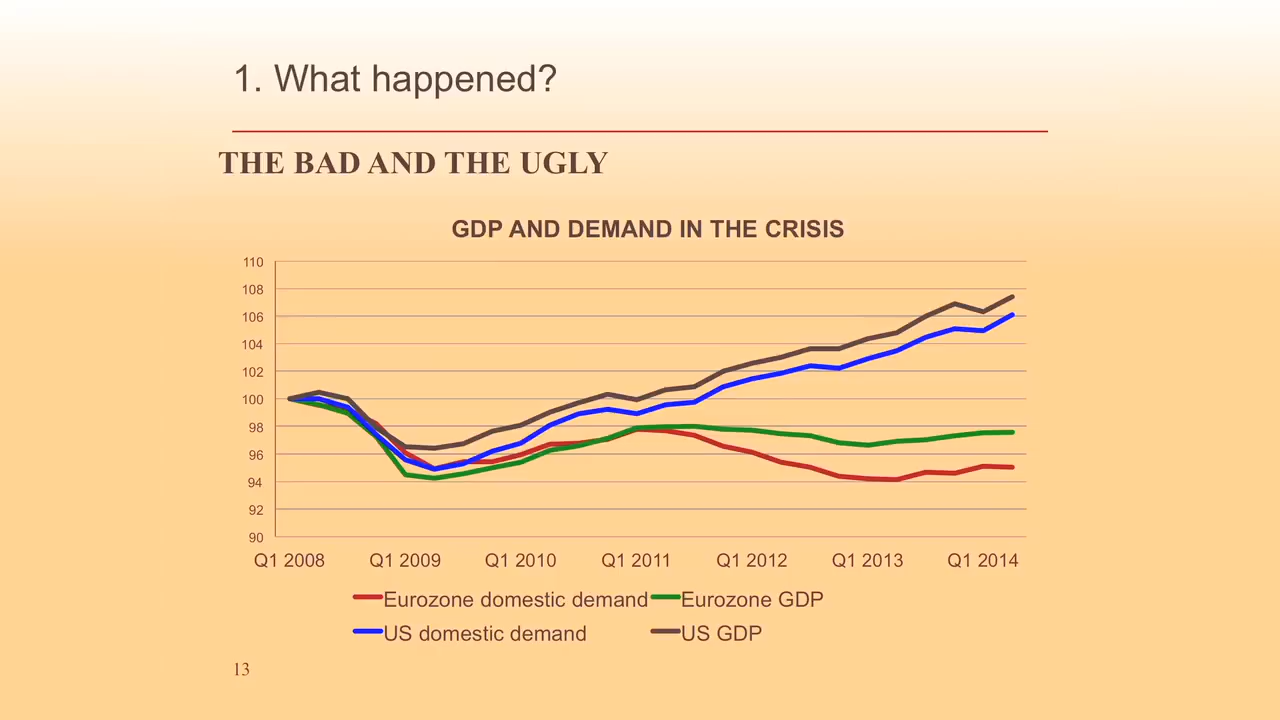 1. What happened?
THE BAD AND THE UGLY
GDP AND DEMAND IN THE CRISIS
110
108
106
104
102
100
98
96
94
92
90
Q1 2008 Q1 2009 Q1 2010 Q1 2011 Q1 2012 Q1 2013 Q1 2014
Eurozone domestic demand Eurozone GDP
US domestic demand US GDP
13